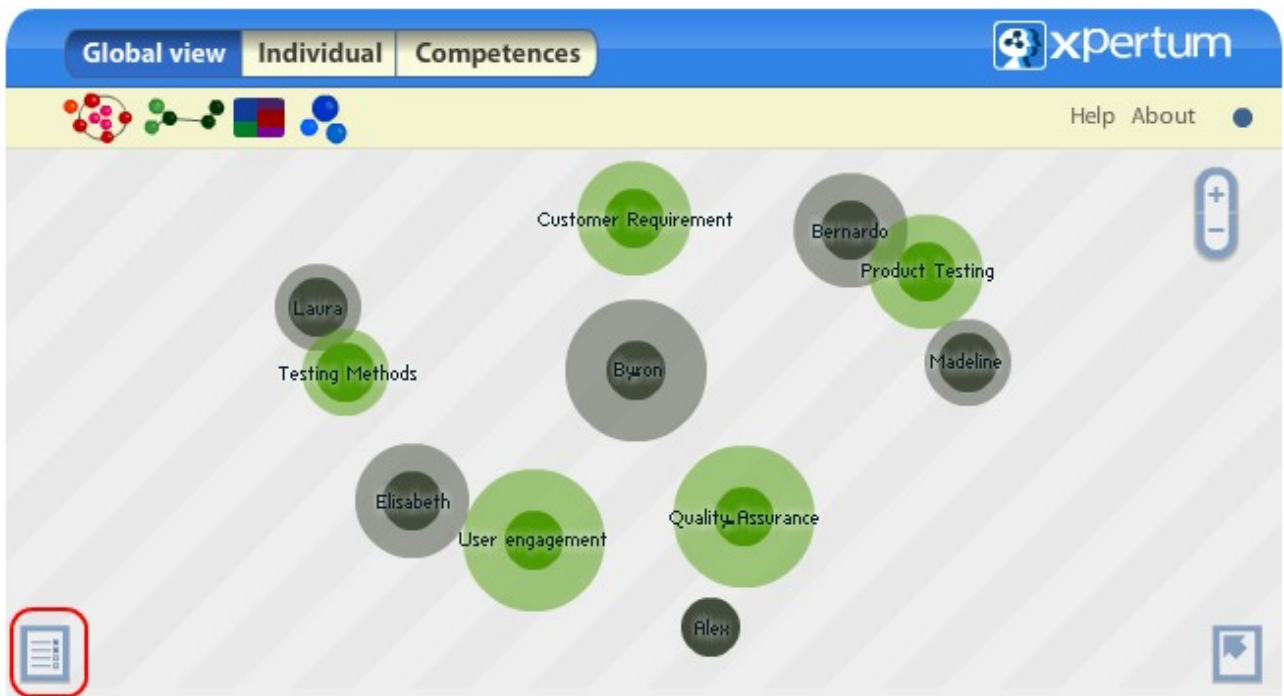 Global view Individual Competences
xpertum
Help About
+
Customer Requirement
Bernardo
Product Testing
−
Laura
Madeline
Byron
Testing Methods
Elisabeth
Quality Assurance
User engagement
Alex